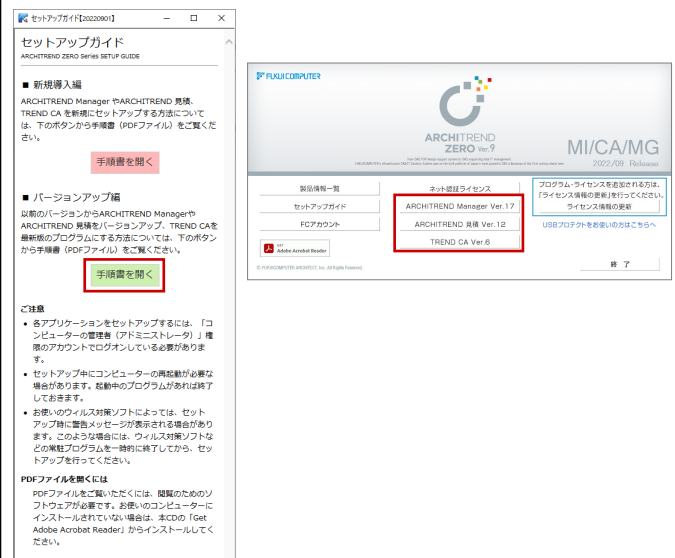 セットアップガイド【20220901】
セットアップガイド
ARCHITREND ZERO Series SETUP GUIDE
■ 新規導入編
ARCHITREND Manager やARCHITREND 見積、
TREND CA を新規にセットアップする方法について
は、下のボタンから手順書（PDFファイル）をご覧くだ
さい。
手順書を開く
■ バージョンアップ編
以前のバージョンからARCHITREND Managerや
ARCHITREND 見積をバージョンアップ、TREND CAを
最新版のプログラムにする方法については、下のボタン
から手順書（PDFファイル）をご覧ください。
手順書を開く
ご注意
• 各アプリケーションをセットアップするには、「コ
ンピューターの管理者（アドミニストレータ）」権
限のアカウントでログオンしている必要がありま
す。
• セットアップ中にコンピューターの再起動が必要な
場合があります。起動中のプログラムがあれば終了
しておきます。
• お使いのウィルス対策ソフトによっては、セット
アップ時に警告メッセージが表示される場合があり
ます。このような場合には、ウィルス対策ソフトな
どの常駐プログラムを一時的に終了してから、セッ
トアップを行ってください。
PDFファイルを開くには
PDFファイルをご覧いただくには、閲覧のためのソ
フトウェアが必要です。お使いのコンピューターに
インストールされていない場合は、本CDの「Get
Adobe Acrobat Reader」からインストールしてく
ださい。
FUKUI COMPUTER
ARCHITREND
ZERO Ver.9
MI/CA/MG
2022/09 Release
製品情報一覧
セットアップガイド
FCアカウント
GET
Adobe Acrobat Reader
ネット認証ライセンス
ARCHITREND Manager Ver.17
ARCHITREND 見積 Ver.12
TREND CA Ver.6
プログラム・ライセンスを追加される方は、
「ライセンス情報の更新」を行ってください。
ライセンス情報の更新
USBプロテクトをお使いの方はこちらへ
終 了
© FUKUICOMPUTER ARCHITECT, Inc. All Rights Reserved.